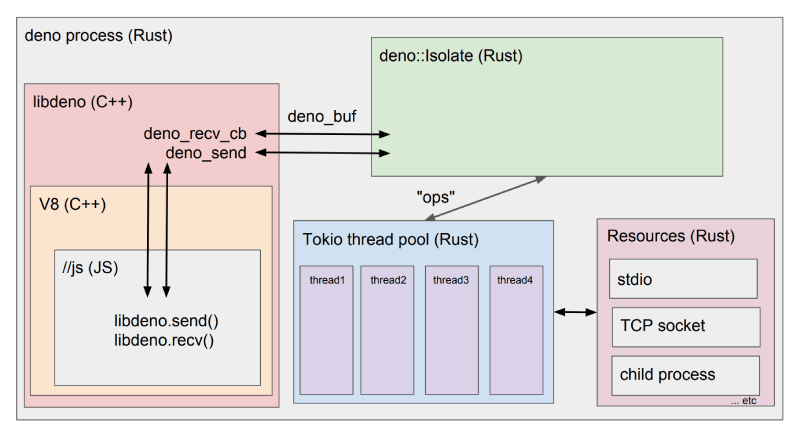 deno process (Rust)
deno::Isolate (Rust)
libdeno (C++)
deno_buf
deno_recv_cb
deno_send
"ops"
V8 (C++)
Tokio thread pool (Rust)
Resources (Rust)
//js (JS)
thread1
thread2
thread3
thread4
stdio
libdeno.send()
libdeno.recv()
TCP socket
child process
... etc